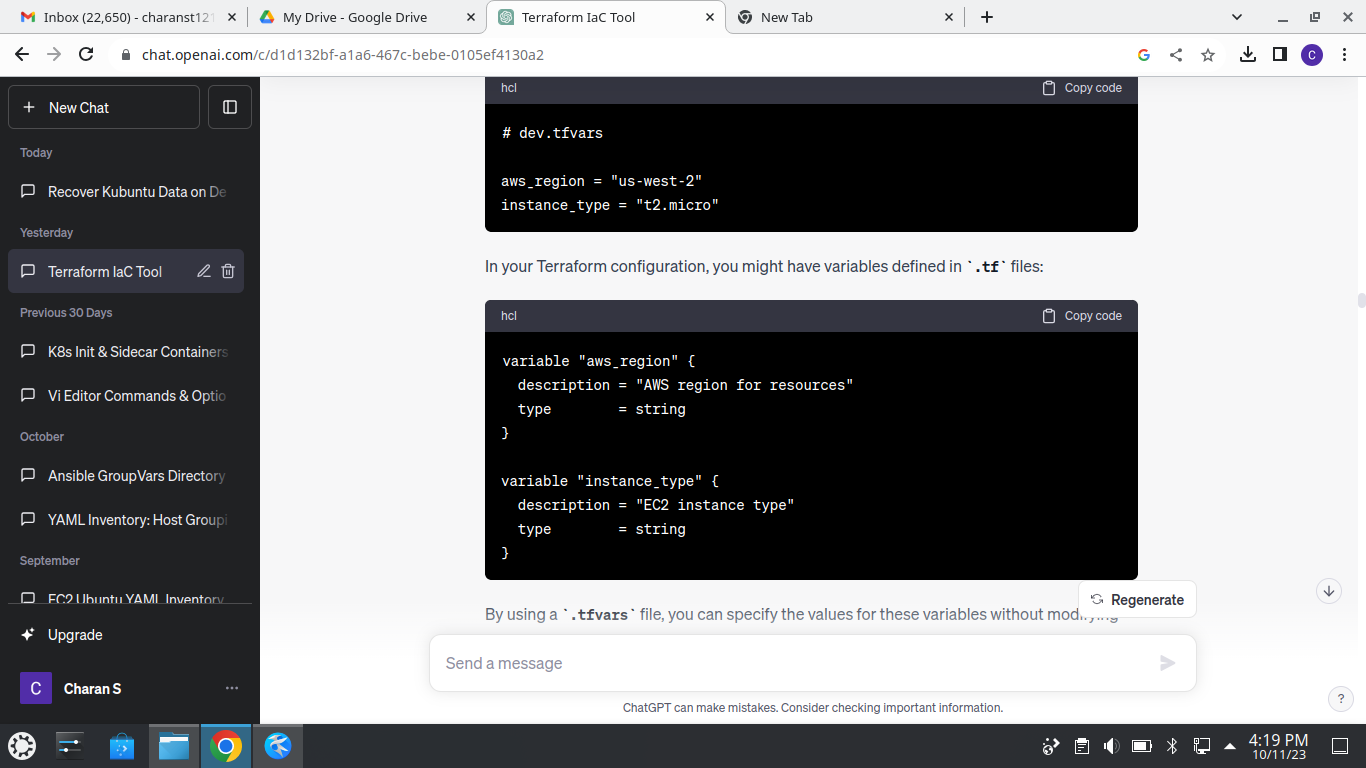 Inbox (22,650) - charanst121
My Drive - Google Drive
Terraform IaC Tool
New Tab
chat.openai.com/c/d1d132bf-a1a6-467c-bebe-0105ef4130a2
C
New Chat
Today
Recover Kubuntu Data on De
Yesterday
Terraform IaC Tool
Previous 30 Days
K8s Init & Sidecar Containers
Vi Editor Commands & Optio
October
Ansible GroupVars Directory
YAML Inventory: Host Groupi
September
EC2 Ubuntu YAML Inventory
Upgrade
C Charan S
hcl Copy code
# dev.tfvars
aws_region = "us-west-2"
instance_type = "t2.micro"
In your Terraform configuration, you might have variables defined in `.tf` files:
hcl Copy code
variable "aws_region" {
  description = "AWS region for resources"
  type        = string
}
variable "instance_type" {
  description = "EC2 instance type"
  type        = string
}
Regenerate
By using a `.tfvars` file, you can specify the values for these variables without modifying
Send a message
ChatGPT can make mistakes. Consider checking important information.
?
4:19 PM
10/11/23